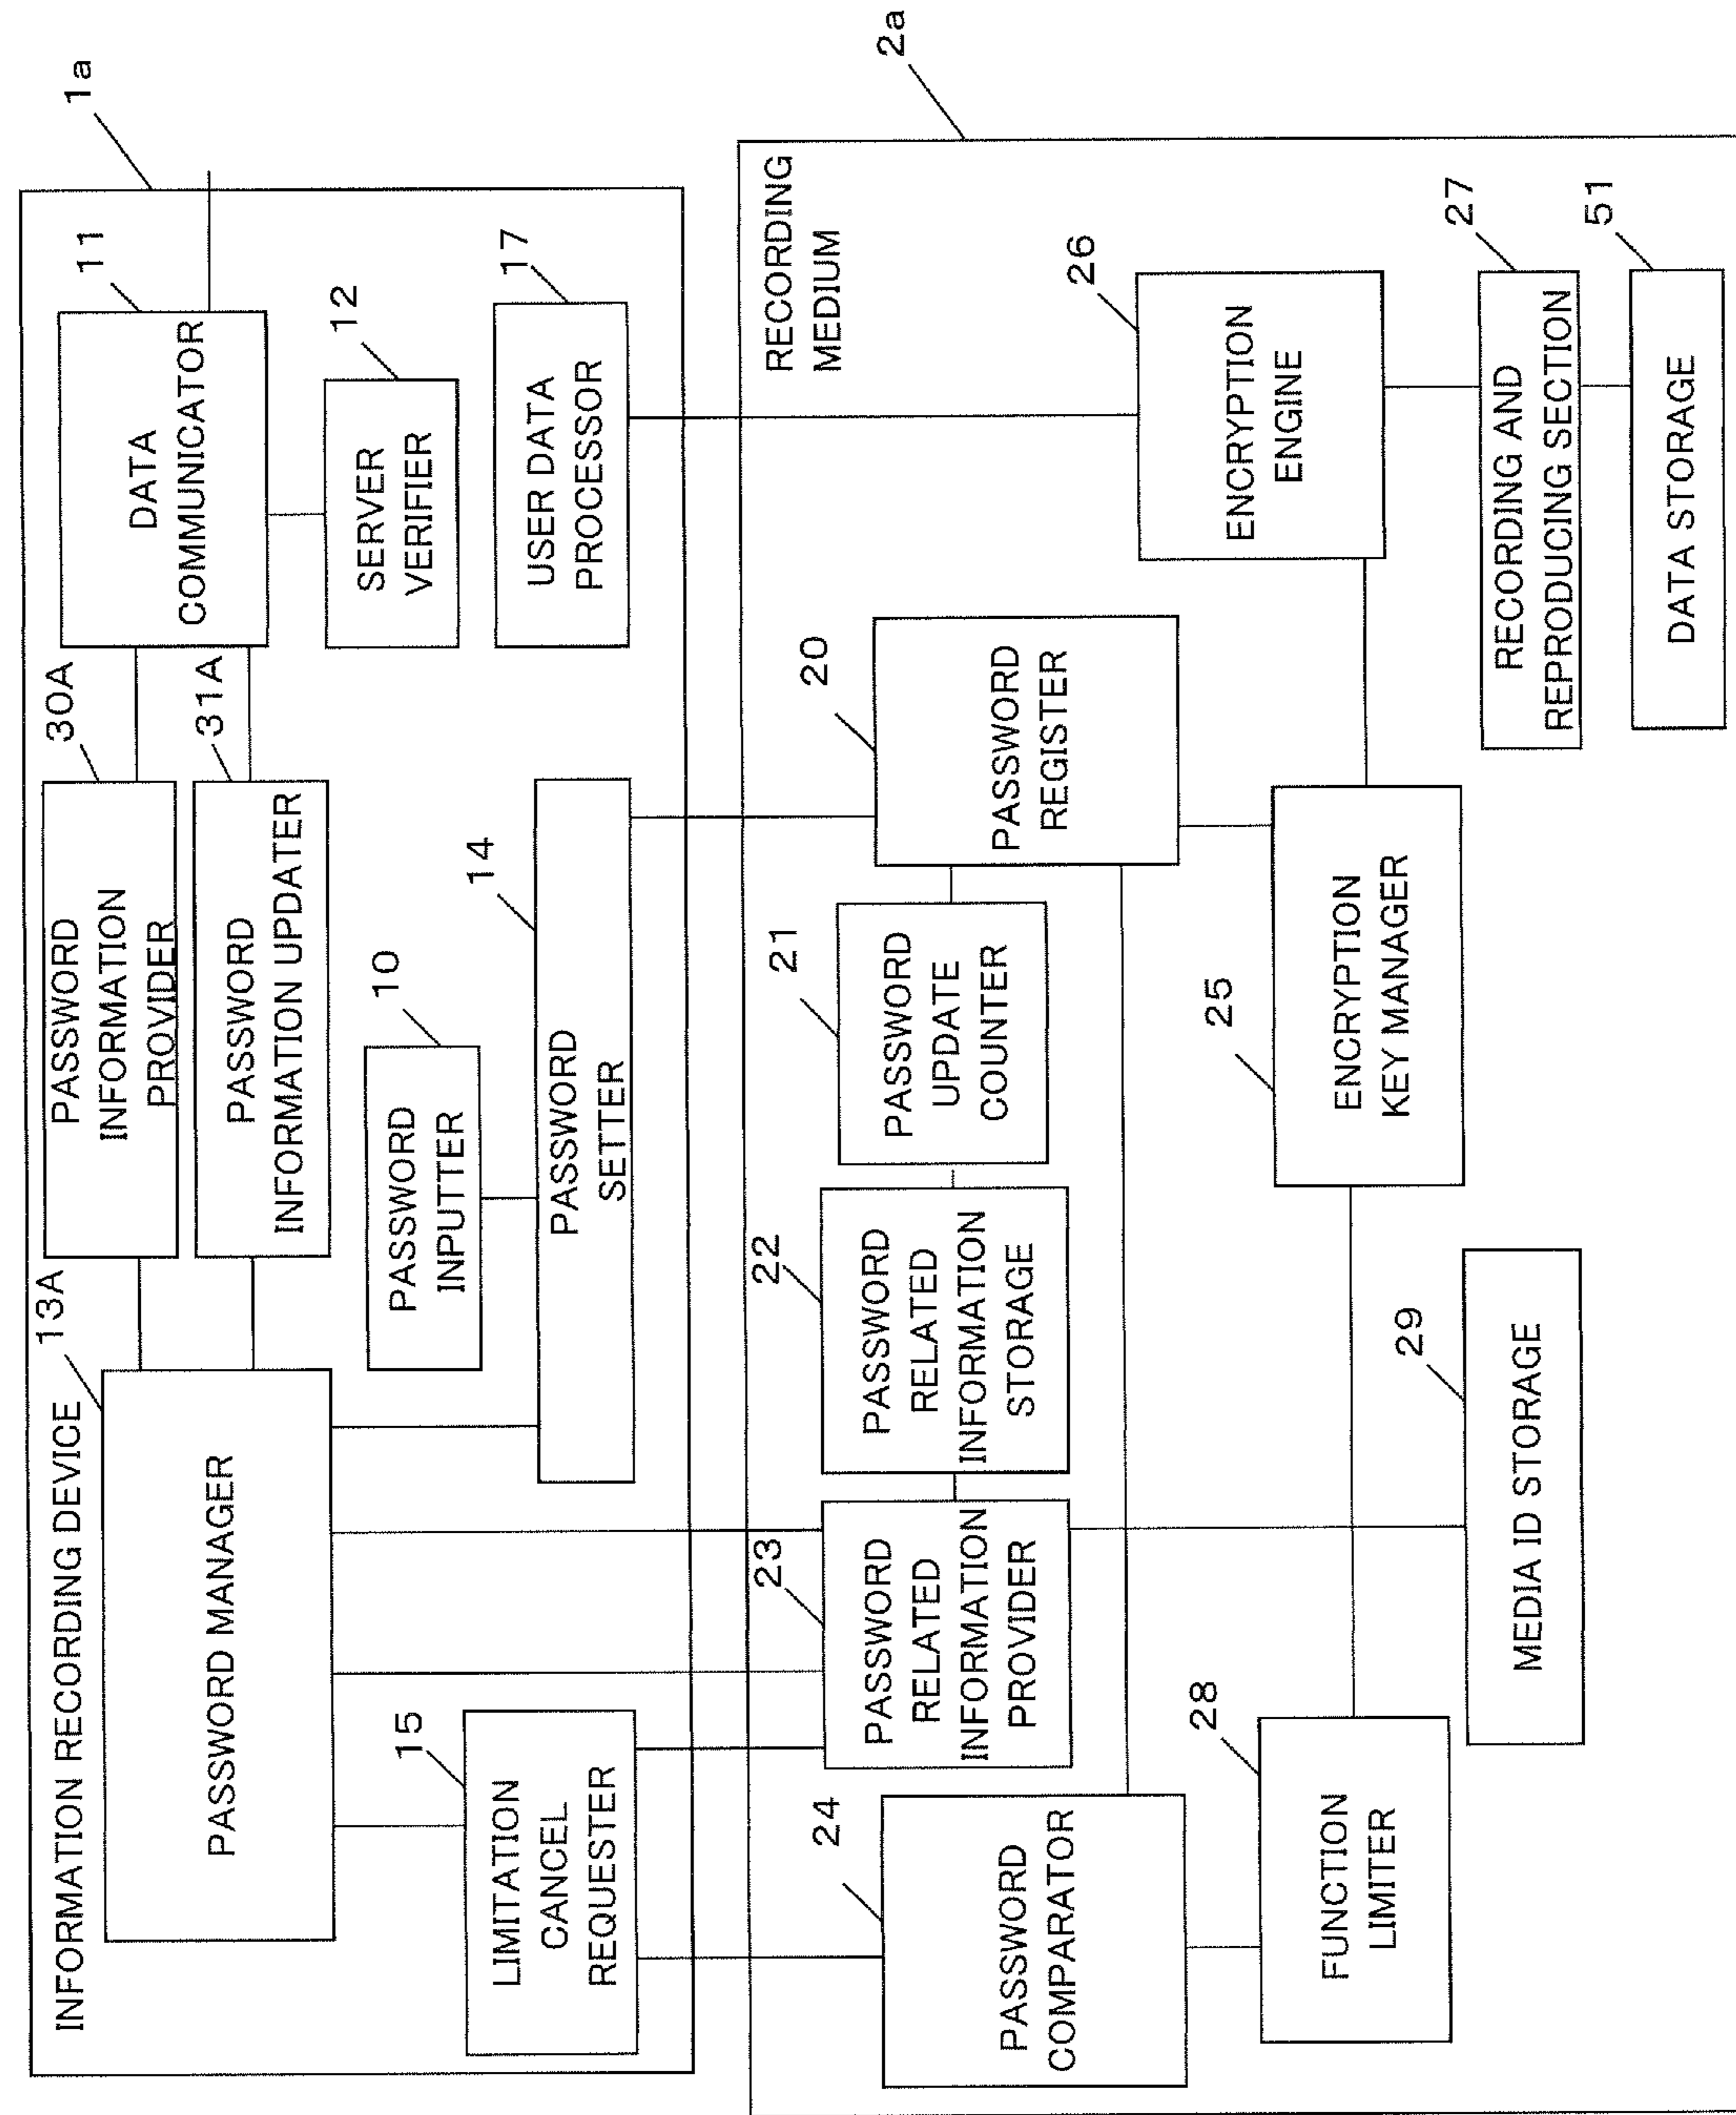 INFORMATION RECORDING DEVICE
1a
13A
PASSWORD MANAGER
30A
PASSWORD
INFORMATION
PROVIDER
31A
PASSWORD
INFORMATION UPDATER
11
DATA
COMMUNICATOR
12
SERVER
VERIFIER
10
PASSWORD
INPUTTER
15
LIMITATION
CANCEL
REQUESTER
14
PASSWORD
SETTER
17
USER DATA
PROCESSOR
2a
RECORDING
MEDIUM
24
PASSWORD
COMPARATOR
23
PASSWORD
RELATED
INFORMATION
PROVIDER
22
PASSWORD
RELATED
INFORMATION
STORAGE
21
PASSWORD
UPDATE
COUNTER
20
PASSWORD
REGISTER
26
ENCRYPTION
ENGINE
28
FUNCTION
LIMITER
25
ENCRYPTION
KEY MANAGER
27
RECORDING AND
REPRODUCING SECTION
29
MEDIA ID STORAGE
51
DATA STORAGE